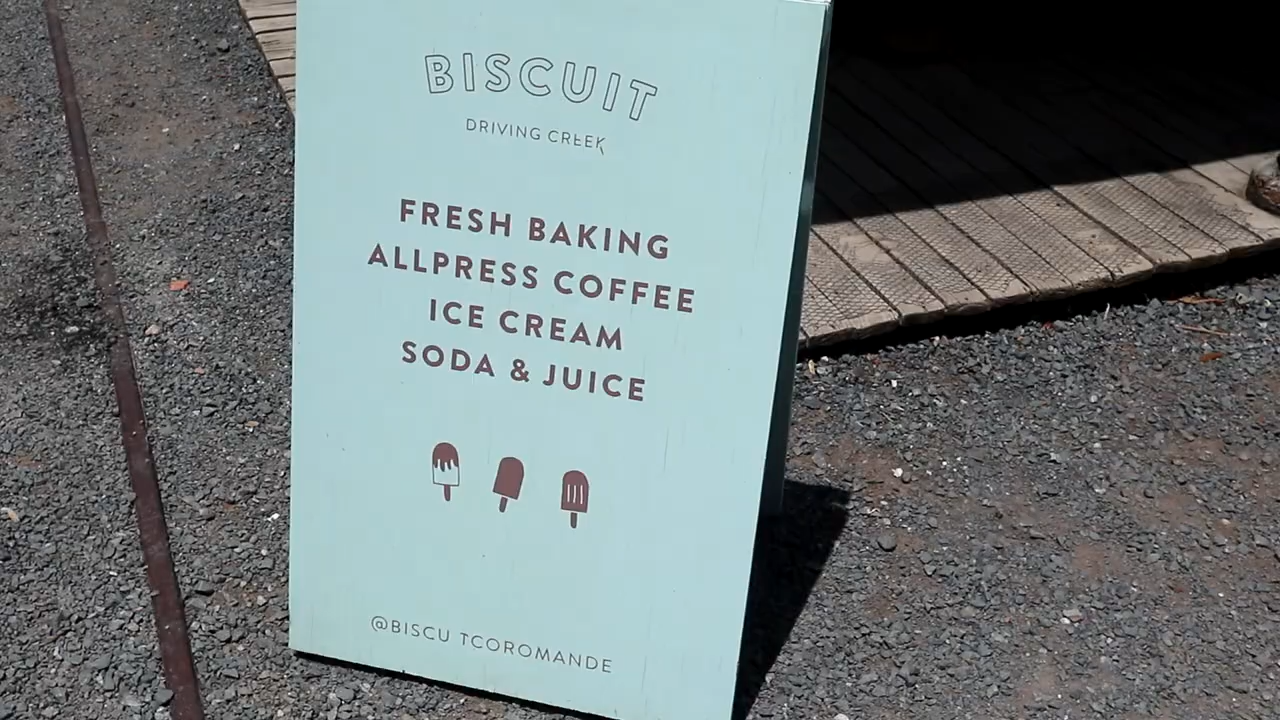 BISCUIT
DRIVING CREEK
FRESH BAKING
ALLPRESS COFFEE
ICE CREAM
SODA & JUICE
@BISCU TCOROMANDE